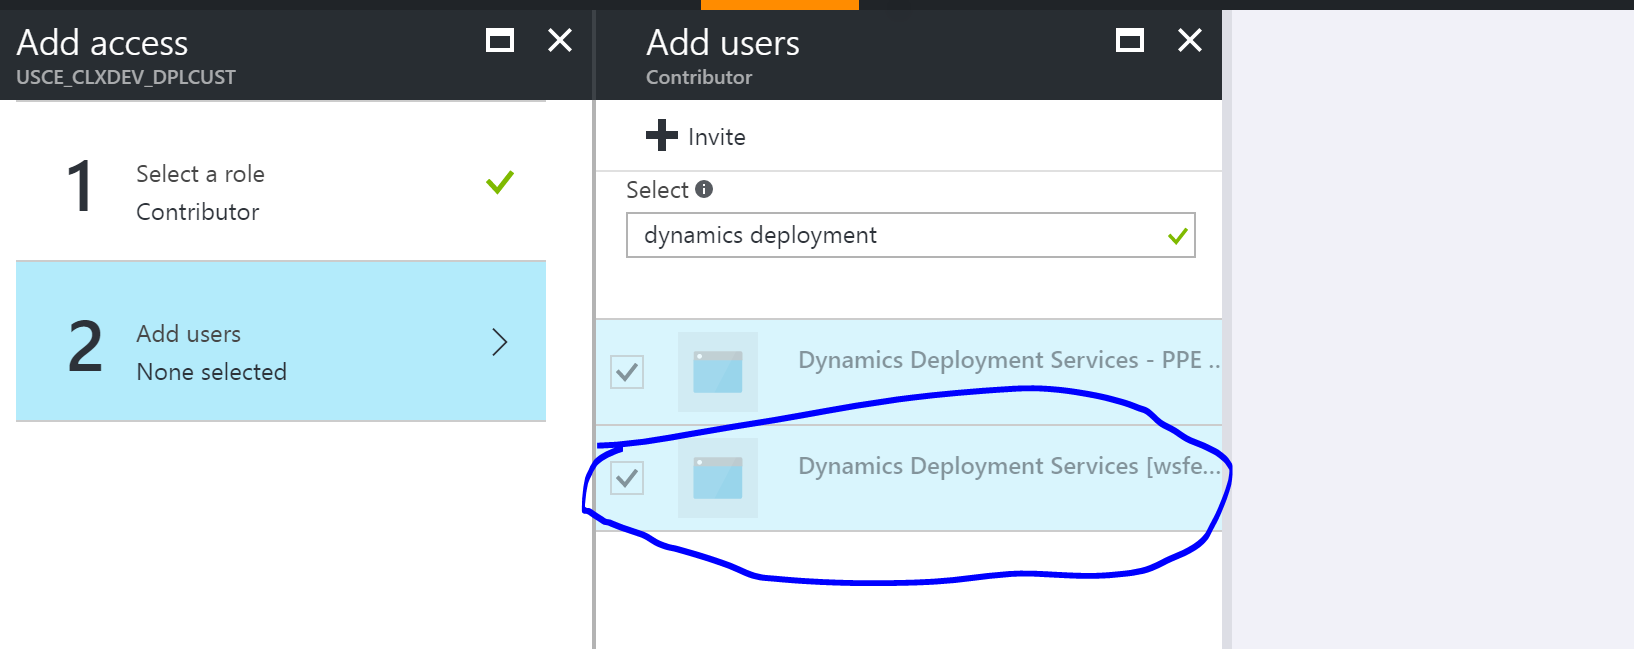 Add access
USCE_CLXDEV_DPLCUST
1
Select a role
Contributor
2
Add users
None selected
Add users
Contributor
Invite
Select
dynamics deployment
Dynamics Deployment Services - PPE ...
Dynamics Deployment Services [wsfe...